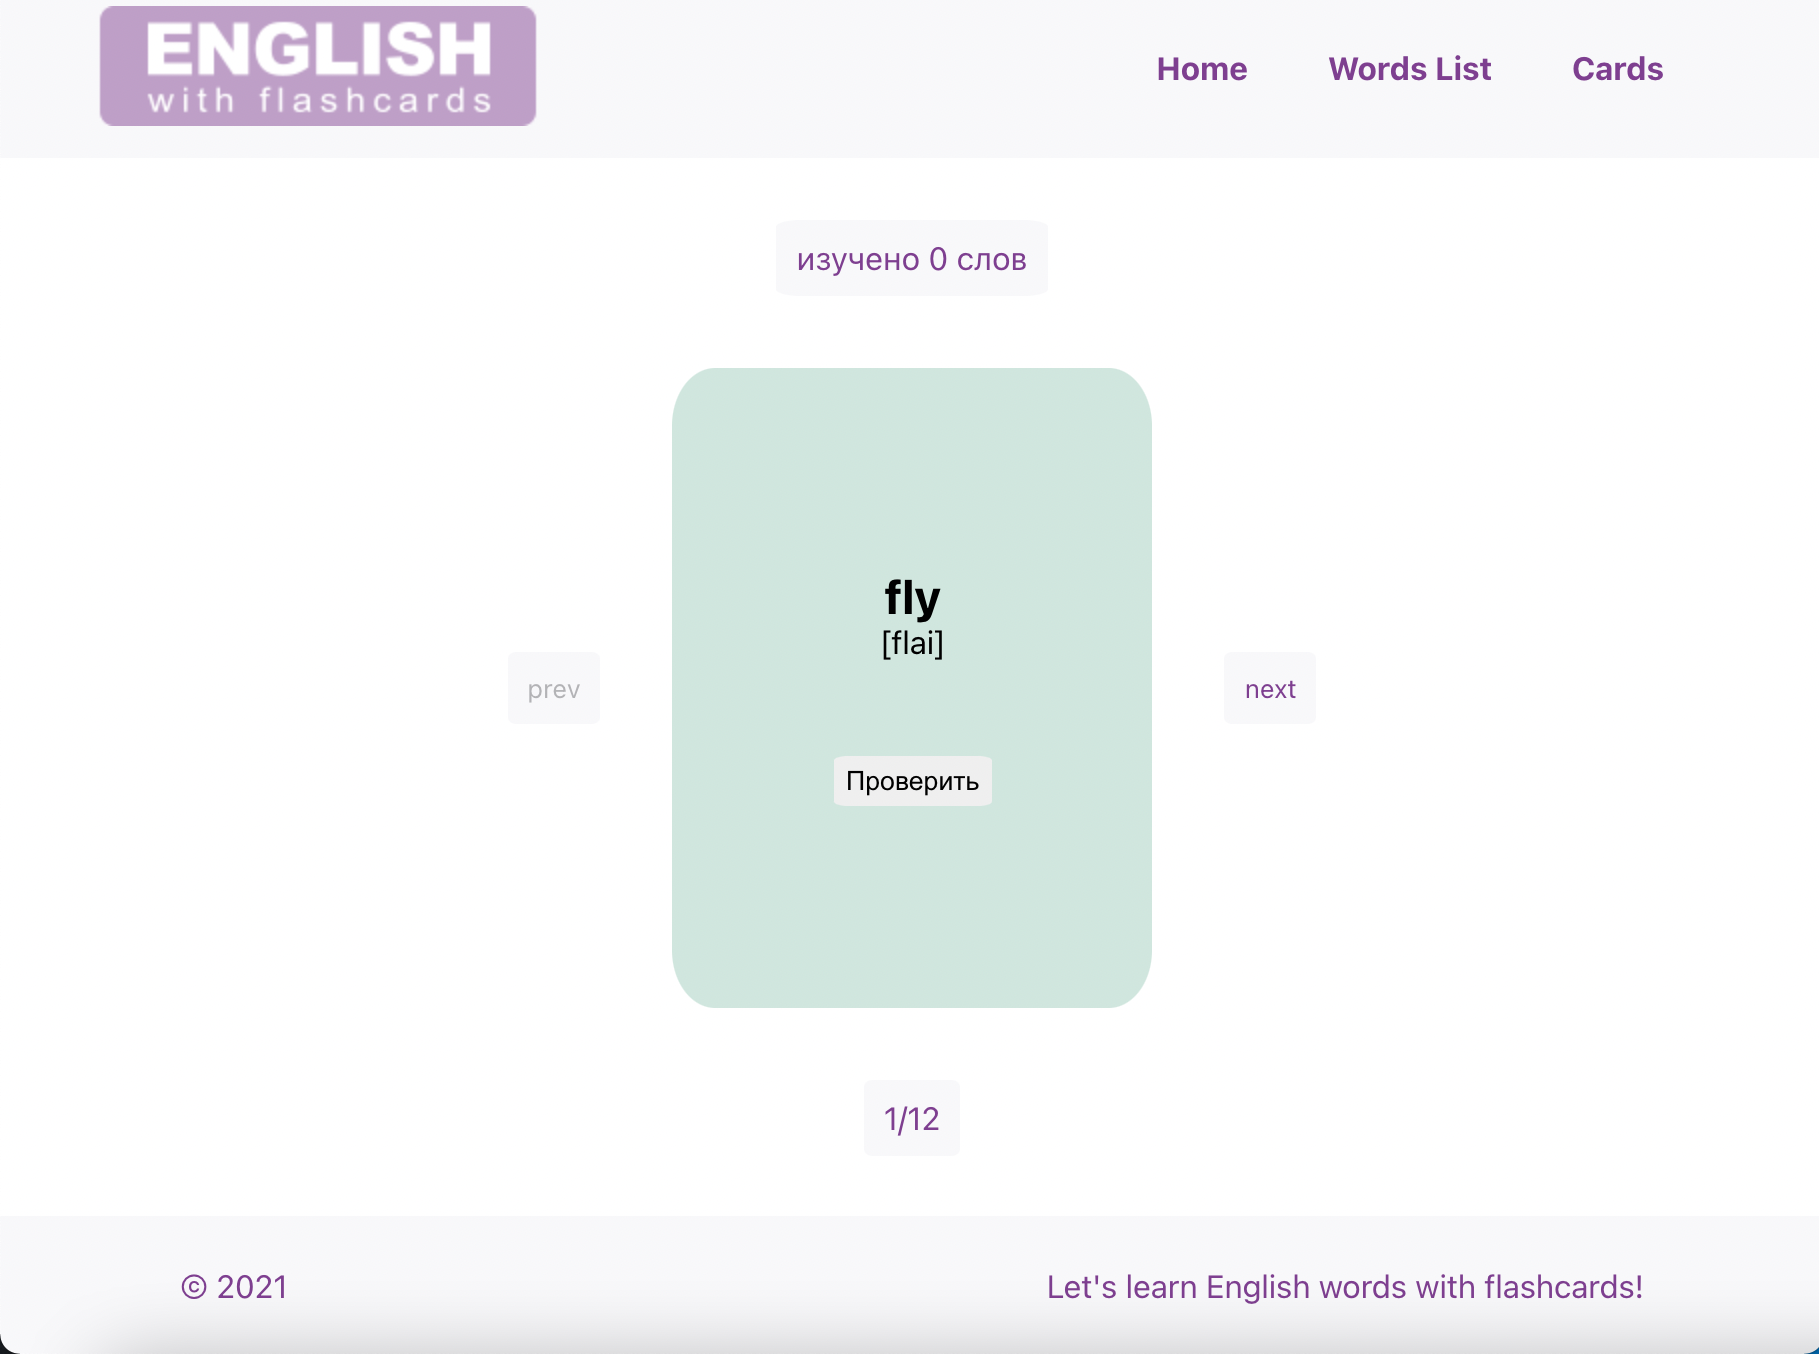 ENGLISH
with flashcards
Home Words List Cards
изучено 0 слов
fly
[flai]
prev
next
Проверить
1/12
© 2021
Let's learn English words with flashcards!